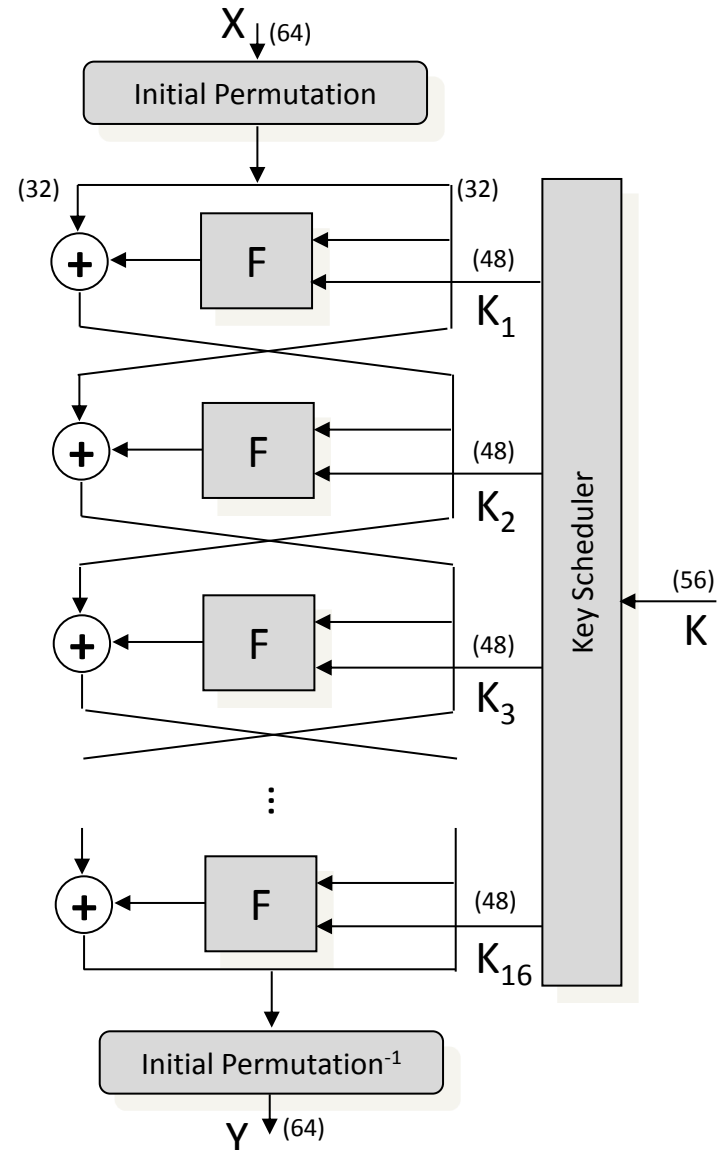 X (64)
Initial Permutation
(32) (32)
+ F (48)
K1
+ F (48)
K2
Key Scheduler
(56)
K
+ F (48)
K3
⋮
+ F (48)
K16
Initial Permutation-1
Y (64)